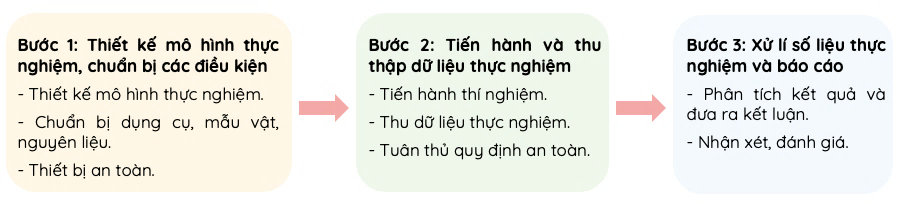 Bước 1: Thiết kế mô hình thực
nghiệm, chuẩn bị các điều kiện
- Thiết kế mô hình thực nghiệm.
- Chuẩn bị dụng cụ, mẫu vật,
nguyên liệu.
- Thiết bị an toàn.
Bước 2: Tiến hành và thu
thập dữ liệu thực nghiệm
- Tiến hành thí nghiệm.
- Thu dữ liệu thực nghiệm.
- Tuân thủ quy định an toàn.
Bước 3: Xử lí số liệu thực
nghiệm và báo cáo
- Phân tích kết quả và
đưa ra kết luận.
- Nhận xét, đánh giá.